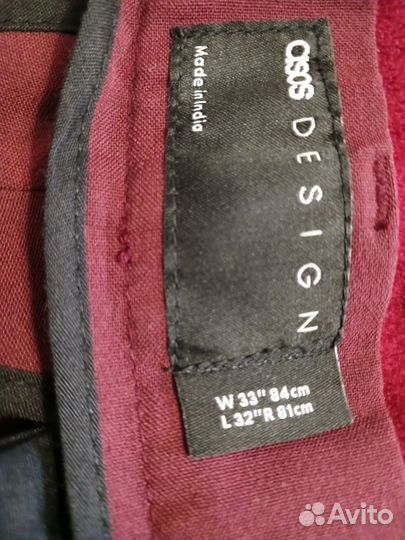 asos DESIGN
Made in India
W 33" 84cm
L 32"R 81cm
Avito